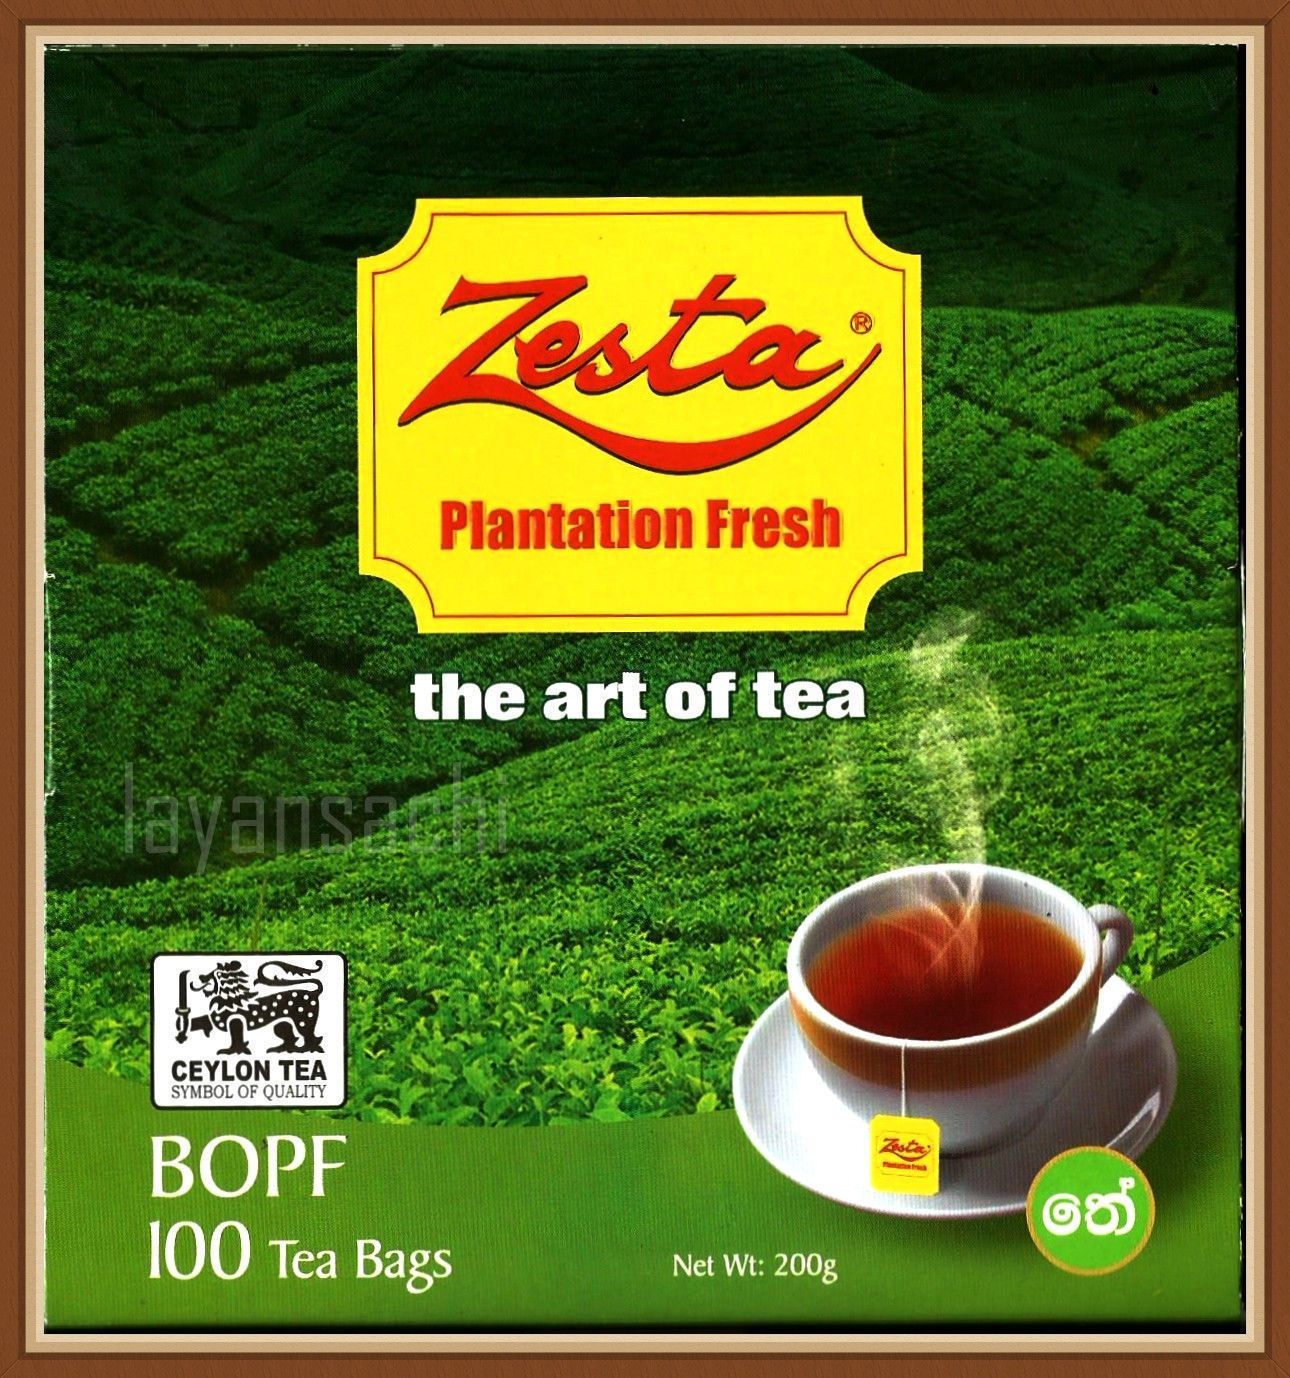 Zesta®
Plantation Fresh
the art of tea
layansachi
CEYLON TEA
SYMBOL OF QUALITY
BOPF
100 Tea Bags
Net Wt: 200g
Zesta
Plantation Fresh
තේ